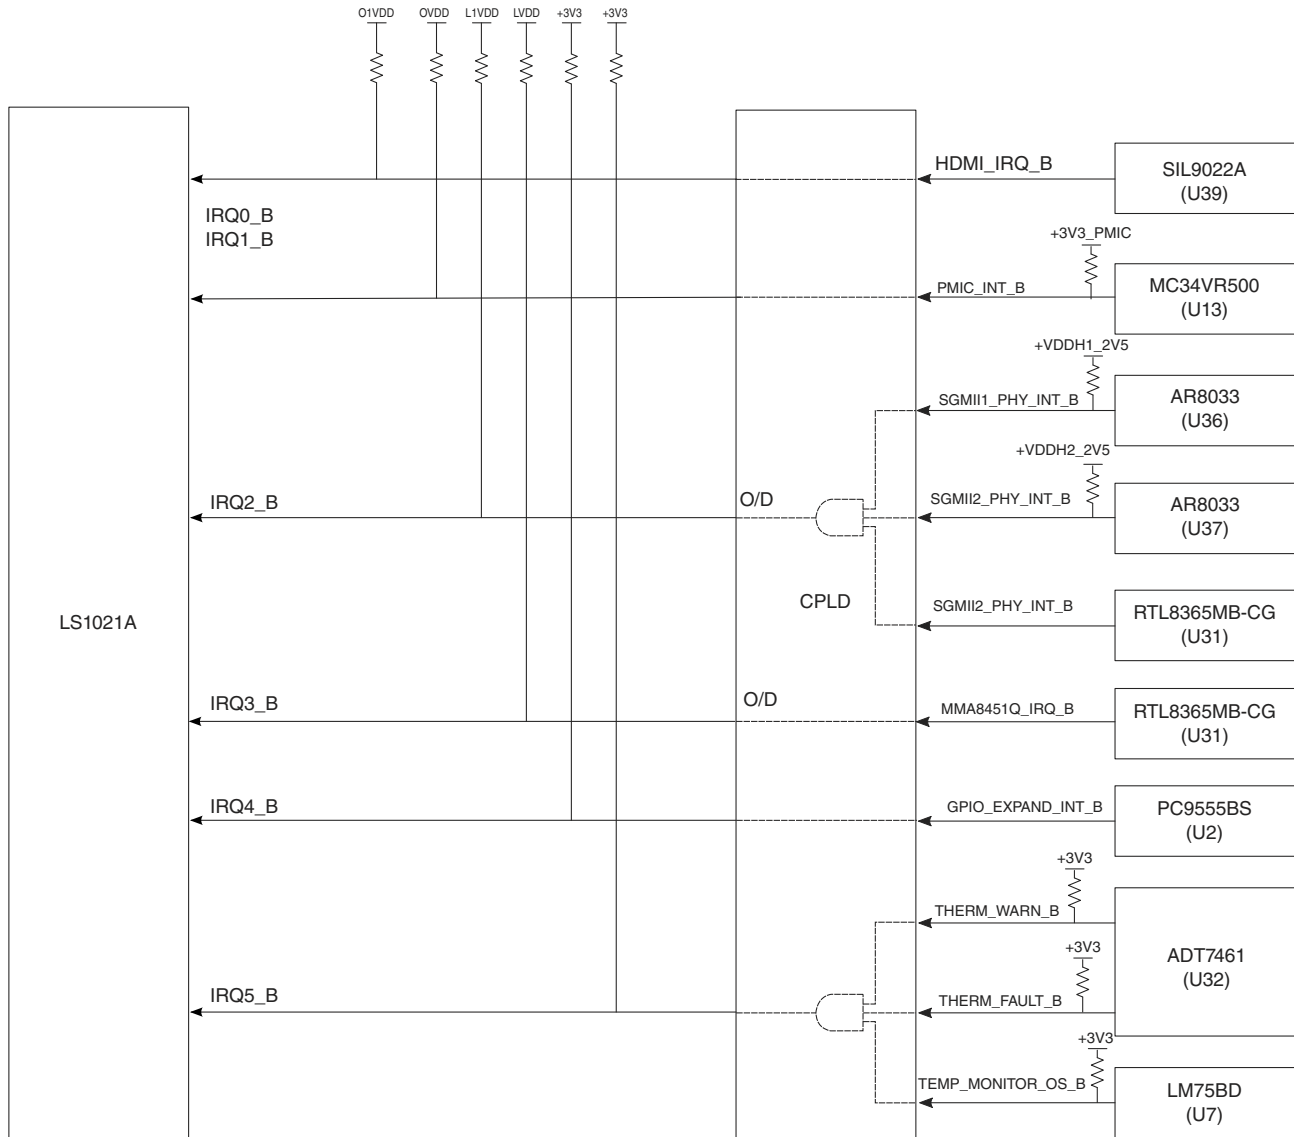 O1VDD OVDD L1VDD LVDD +3V3 +3V3
HDMI_IRQ_B
SIL9022A
(U39)
IRQ0_B
IRQ1_B
+3V3_PMIC
PMIC_INT_B
MC34VR500
(U13)
+VDDH1_2V5
SGMII1_PHY_INT_B
AR8033
(U36)
+VDDH2_2V5
IRQ2_B
O/D
SGMII2_PHY_INT_B
AR8033
(U37)
LS1021A
CPLD
SGMII2_PHY_INT_B
RTL8365MB-CG
(U31)
IRQ3_B
O/D
MMA8451Q_IRQ_B
RTL8365MB-CG
(U31)
IRQ4_B
GPIO_EXPAND_INT_B
PC9555BS
(U2)
+3V3
THERM_WARN_B
+3V3
ADT7461
(U32)
IRQ5_B
THERM_FAULT_B
+3V3
TEMP_MONITOR_OS_B
LM75BD
(U7)